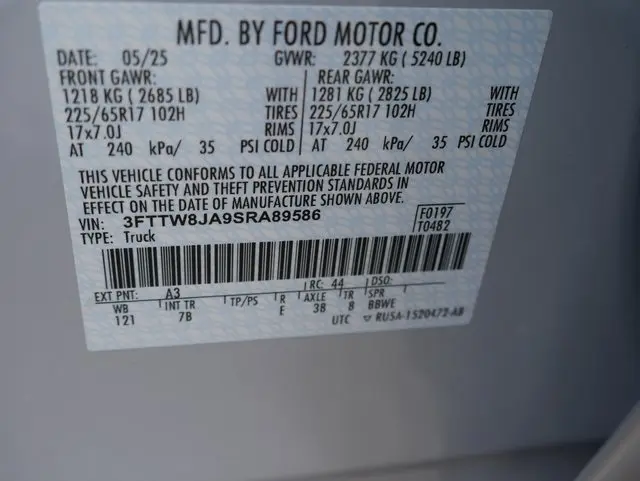 MFD. BY FORD MOTOR CO.
DATE: 05/25 GVWR: 2377 KG ( 5240 LB)
FRONT GAWR: REAR GAWR:
1218 KG ( 2685 LB) WITH 1281 KG ( 2825 LB) WITH
225/65R17 102H TIRES 225/65R17 102H TIRES
17x7.0J RIMS 17x7.0J RIMS
AT 240 kPa/ 35 PSI COLD AT 240 kPa/ 35 PSI COLD
THIS VEHICLE CONFORMS TO ALL APPLICABLE FEDERAL MOTOR
VEHICLE SAFETY AND THEFT PREVENTION STANDARDS IN
EFFECT ON THE DATE OF MANUFACTURE SHOWN ABOVE.
VIN: 3FTTW8JA9SRA89586 F0197
TYPE: Truck T0482
EXT PNT: A3 RC: 44 DSO:
WB INT TR TP/PS R AXLE TR SPR
121 7B E 38 8 BBWE
UTC ▽ RUSA-1520472-AB